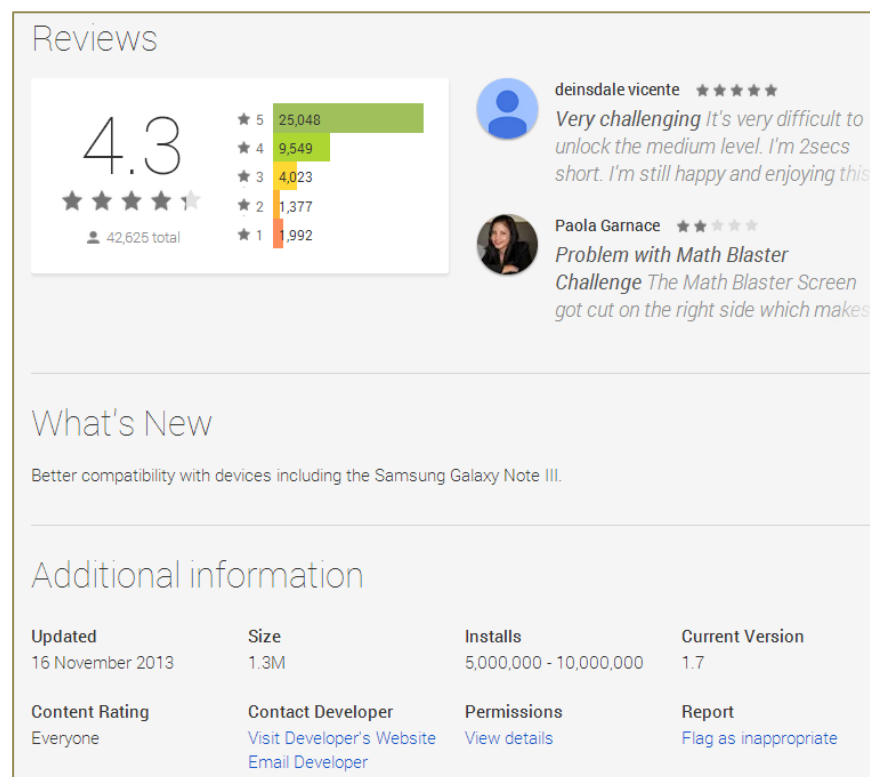 Reviews
4.3
42,625 total
5 25,048
4 9,549
3 4,023
2 1,377
1 1,992
deinsdale vicente
Very challenging It's very difficult to
unlock the medium level. I'm 2secs
short. I'm still happy and enjoying this
Paola Garnace
Problem with Math Blaster
Challenge The Math Blaster Screen
got cut on the right side which makes
What's New
Better compatibility with devices including the Samsung Galaxy Note III.
Additional information
Updated Size Installs Current Version
16 November 2013 1.3M 5,000,000 - 10,000,000 1.7
Content Rating Contact Developer Permissions Report
Everyone Visit Developer's Website View details Flag as inappropriate
Email Developer